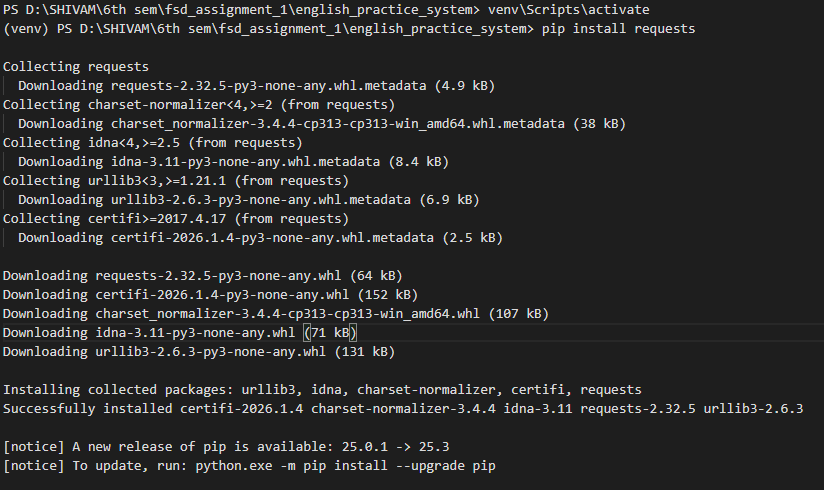 PS D:\SHIVAM\6th sem\fsd_assignment_1\english_practice_system> venv\Scripts\activate
(venv) PS D:\SHIVAM\6th sem\fsd_assignment_1\english_practice_system> pip install requests
Collecting requests
Downloading requests-2.32.5-py3-none-any.whl.metadata (4.9 kB)
Collecting charset-normalizer<4,>=2 (from requests)
Downloading charset_normalizer-3.4.4-cp313-cp313-win_amd64.whl.metadata (38 kB)
Collecting idna<4,>=2.5 (from requests)
Downloading idna-3.11-py3-none-any.whl.metadata (8.4 kB)
Collecting urllib3<3,>=1.21.1 (from requests)
Downloading urllib3-2.6.3-py3-none-any.whl.metadata (6.9 kB)
Collecting certifi>=2017.4.17 (from requests)
Downloading certifi-2026.1.4-py3-none-any.whl.metadata (2.5 kB)
Downloading requests-2.32.5-py3-none-any.whl (64 kB)
Downloading certifi-2026.1.4-py3-none-any.whl (152 kB)
Downloading charset_normalizer-3.4.4-cp313-cp313-win_amd64.whl (107 kB)
Downloading idna-3.11-py3-none-any.whl (71 kB)
Downloading urllib3-2.6.3-py3-none-any.whl (131 kB)
Installing collected packages: urllib3, idna, charset-normalizer, certifi, requests
Successfully installed certifi-2026.1.4 charset-normalizer-3.4.4 idna-3.11 requests-2.32.5 urllib3-2.6.3
[notice] A new release of pip is available: 25.0.1 -> 25.3
[notice] To update, run: python.exe -m pip install --upgrade pip